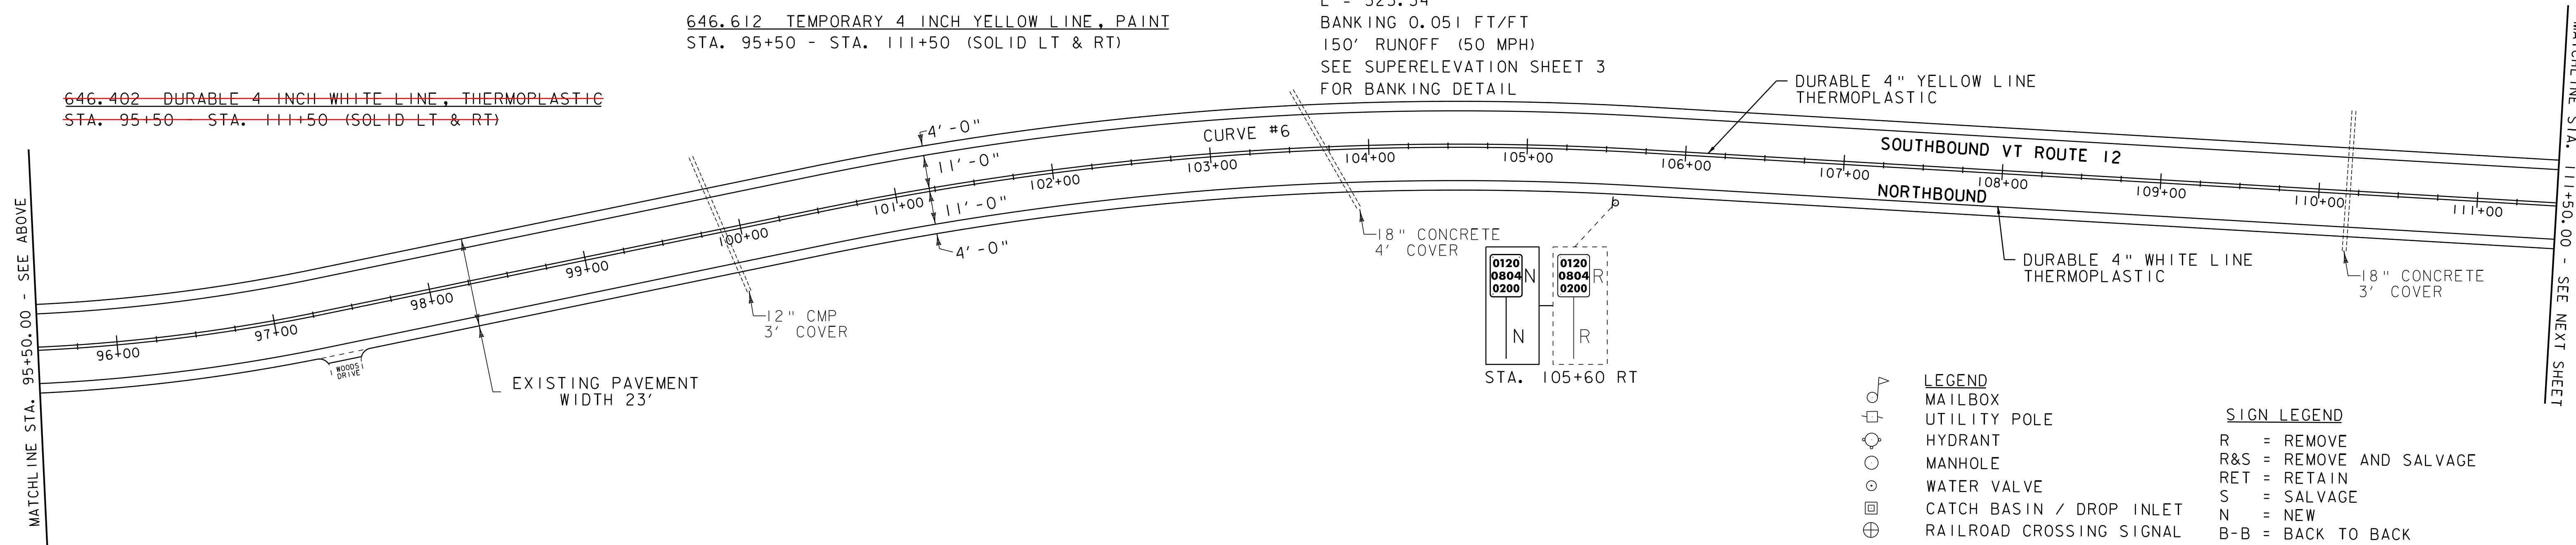 646.612 TEMPORARY 4 INCH YELLOW LINE, PAINT
STA. 95+50 - STA. 111+50 (SOLID LT & RT)
646.402 DURABLE 4 INCH WHITE LINE, THERMOPLASTIC
STA. 95+50 - STA. 111+50 (SOLID LT & RT)
BANKING 0.051 FT/FT
150' RUNOFF (50 MPH)
SEE SUPERELEVATION SHEET 3
FOR BANKING DETAIL
DURABLE 4" YELLOW LINE
THERMOPLASTIC
MATCHLINE STA. 95+50.00 - SEE ABOVE
MATCHLINE STA. 111+50.00 - SEE NEXT SHEET
4'-0"
11'-0"
11'-0"
4'-0"
CURVE #6
SOUTHBOUND VT ROUTE 12
NORTHBOUND
96+00
97+00
98+00
99+00
100+00
101+00
102+00
103+00
104+00
105+00
106+00
107+00
108+00
109+00
110+00
111+00
WOODS
DRIVE
EXISTING PAVEMENT
WIDTH 23'
12" CMP
3' COVER
18" CONCRETE
4' COVER
0120
0804
0200
N
N
0120
0804
0200
R
R
STA. 105+60 RT
DURABLE 4" WHITE LINE
THERMOPLASTIC
18" CONCRETE
3' COVER
LEGEND
MAILBOX
UTILITY POLE
HYDRANT
MANHOLE
WATER VALVE
CATCH BASIN / DROP INLET
RAILROAD CROSSING SIGNAL
SIGN LEGEND
R = REMOVE
R&S = REMOVE AND SALVAGE
RET = RETAIN
S = SALVAGE
N = NEW
B-B = BACK TO BACK